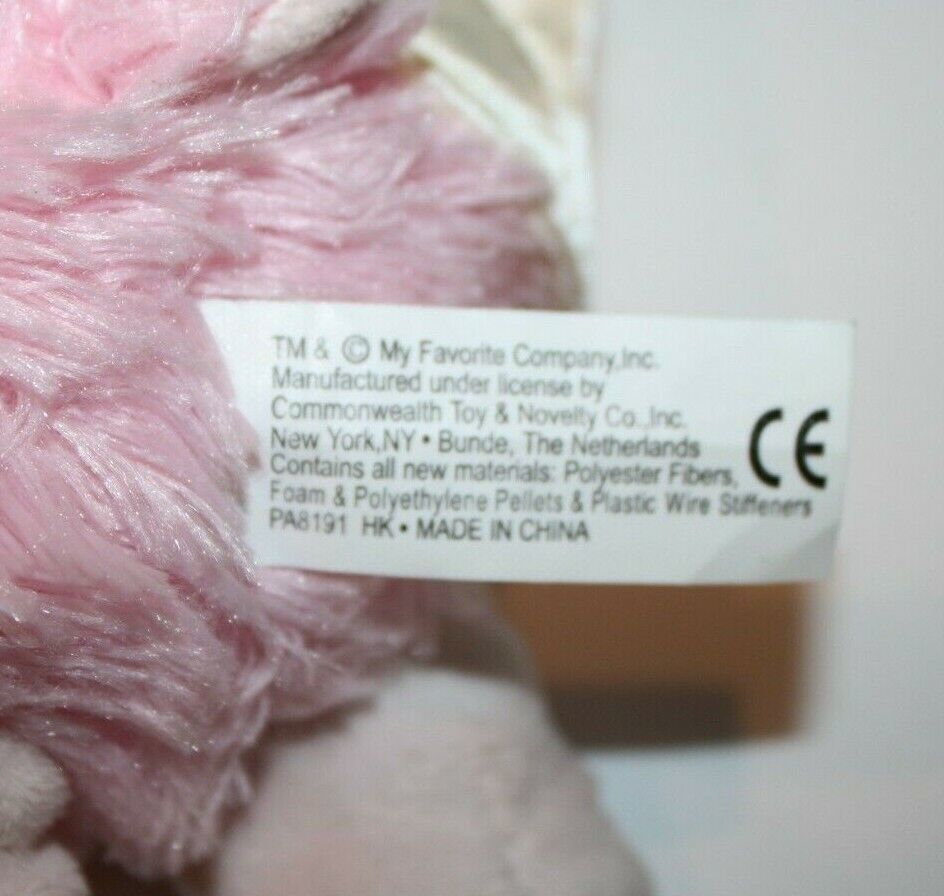 TM & © My Favorite Company,Inc.
Manufactured under license by
Commonwealth Toy & Novelty Co.,Inc.
New York,NY • Bunde, The Netherlands
Contains all new materials: Polyester Fibers,
Foam & Polyethylene Pellets & Plastic Wire Stiffeners
PA8191 HK • MADE IN CHINA
CE